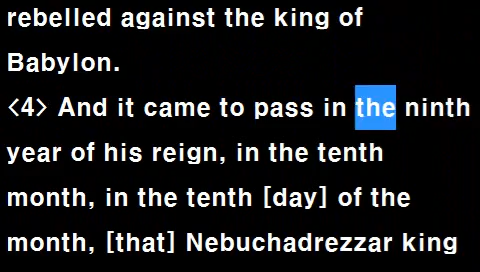 rebelled against the king of
Babylon.
<4> And it came to pass in the ninth
year of his reign, in the tenth
month, in the tenth [day] of the
month, [that] Nebuchadrezzar king